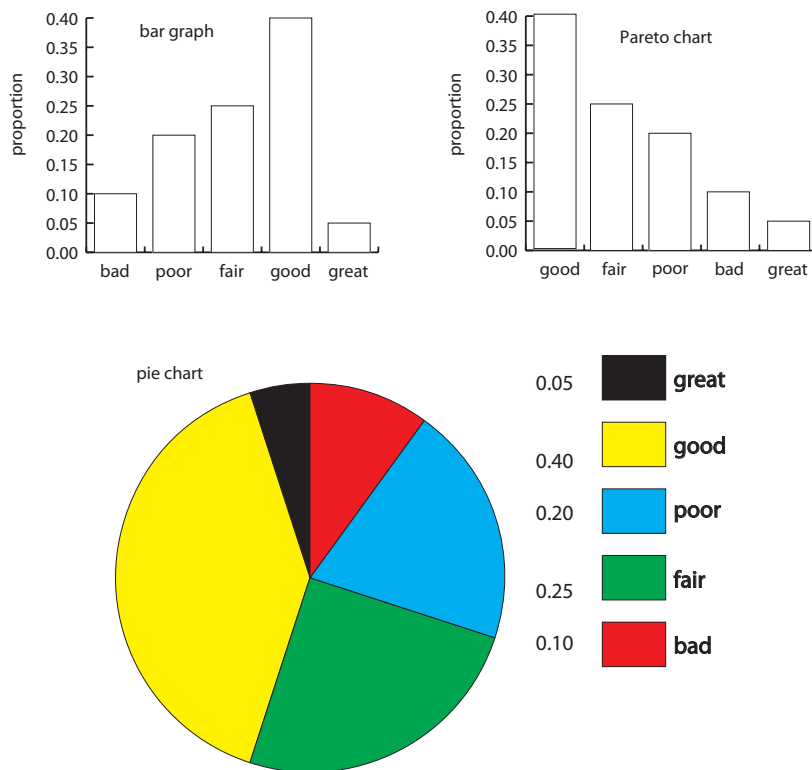 bar graph
proportion
0.40
0.35
0.30
0.25
0.20
0.15
0.10
0.05
0.00
bad poor fair good great
Pareto chart
proportion
0.40
0.35
0.30
0.25
0.20
0.15
0.10
0.05
0.00
good fair poor bad great
pie chart
0.05 great
0.40 good
0.20 poor
0.25 fair
0.10 bad